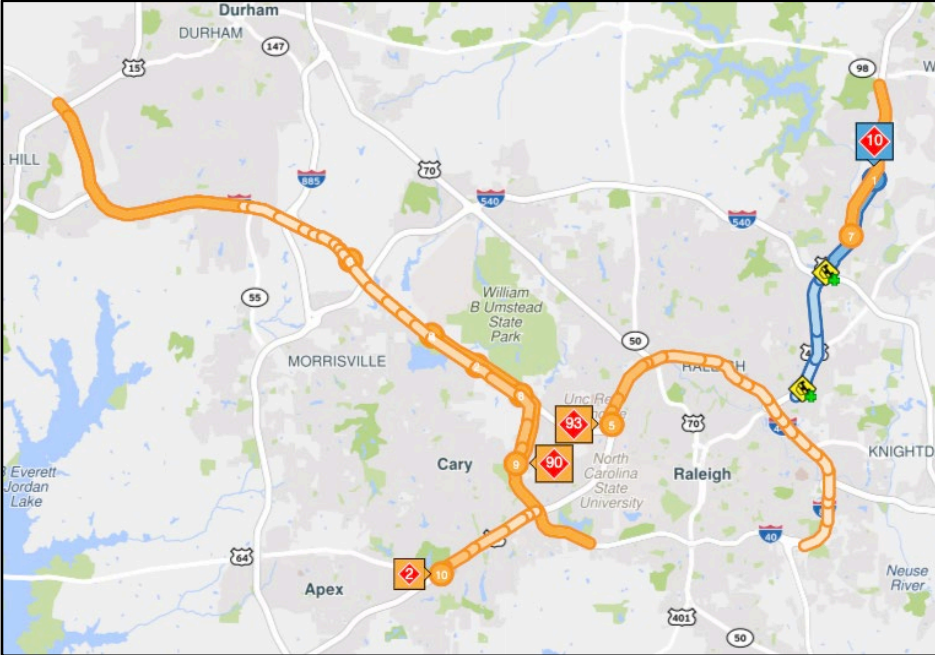 Durham
DURHAM
147
15
98
HILL
885
70
10
1
540
540
7
55
William
B Umstead
State
Park
50
MORRISVILLE
93
5
70
Cary
9
90
North
Carolina
State
University
Raleigh
KNIGHTD
Everett
Jordan
Lake
64
40
2
10
Apex
Neuse
River
401
50